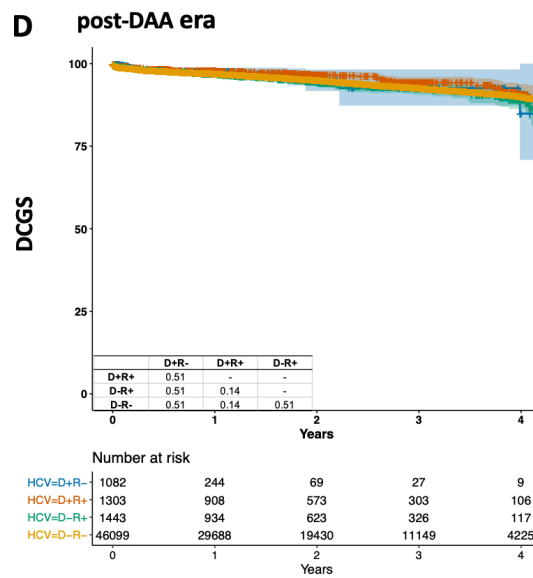 D post-DAA era
100
75
DCGS
50
25
0
D+R- D+R+ D-R+
D+R+ 0.51 - -
D-R+ 0.51 0.14 -
D-R- 0.51 0.14 0.51
0 1 2 3 4
Years
Number at risk
HCV=D+R- 1082 244 69 27 9
HCV=D+R+ 1303 908 573 303 106
HCV=D-R+ 1443 934 623 326 117
HCV=D-R- 46099 29688 19430 11149 4225
0 1 2 3 4
Years